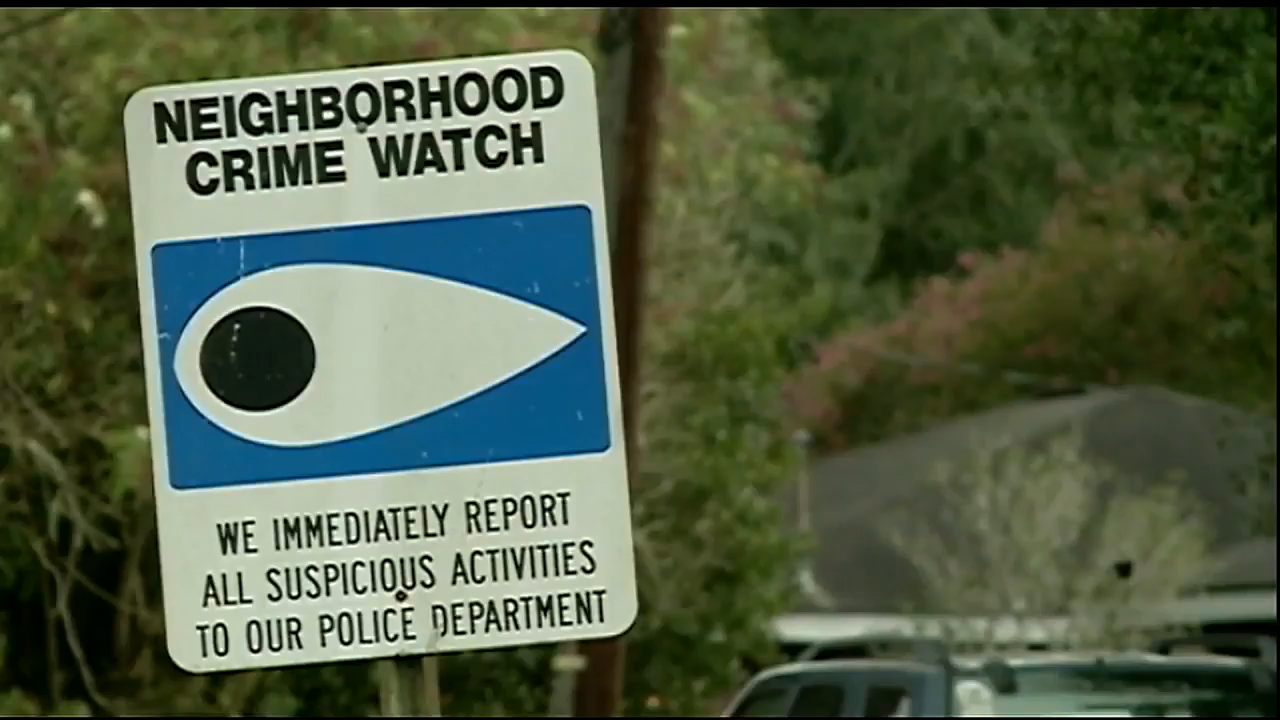 NEIGHBORHOOD
CRIME WATCH
WE IMMEDIATELY REPORT
ALL SUSPICIOUS ACTIVITIES
TO OUR POLICE DEPARTMENT